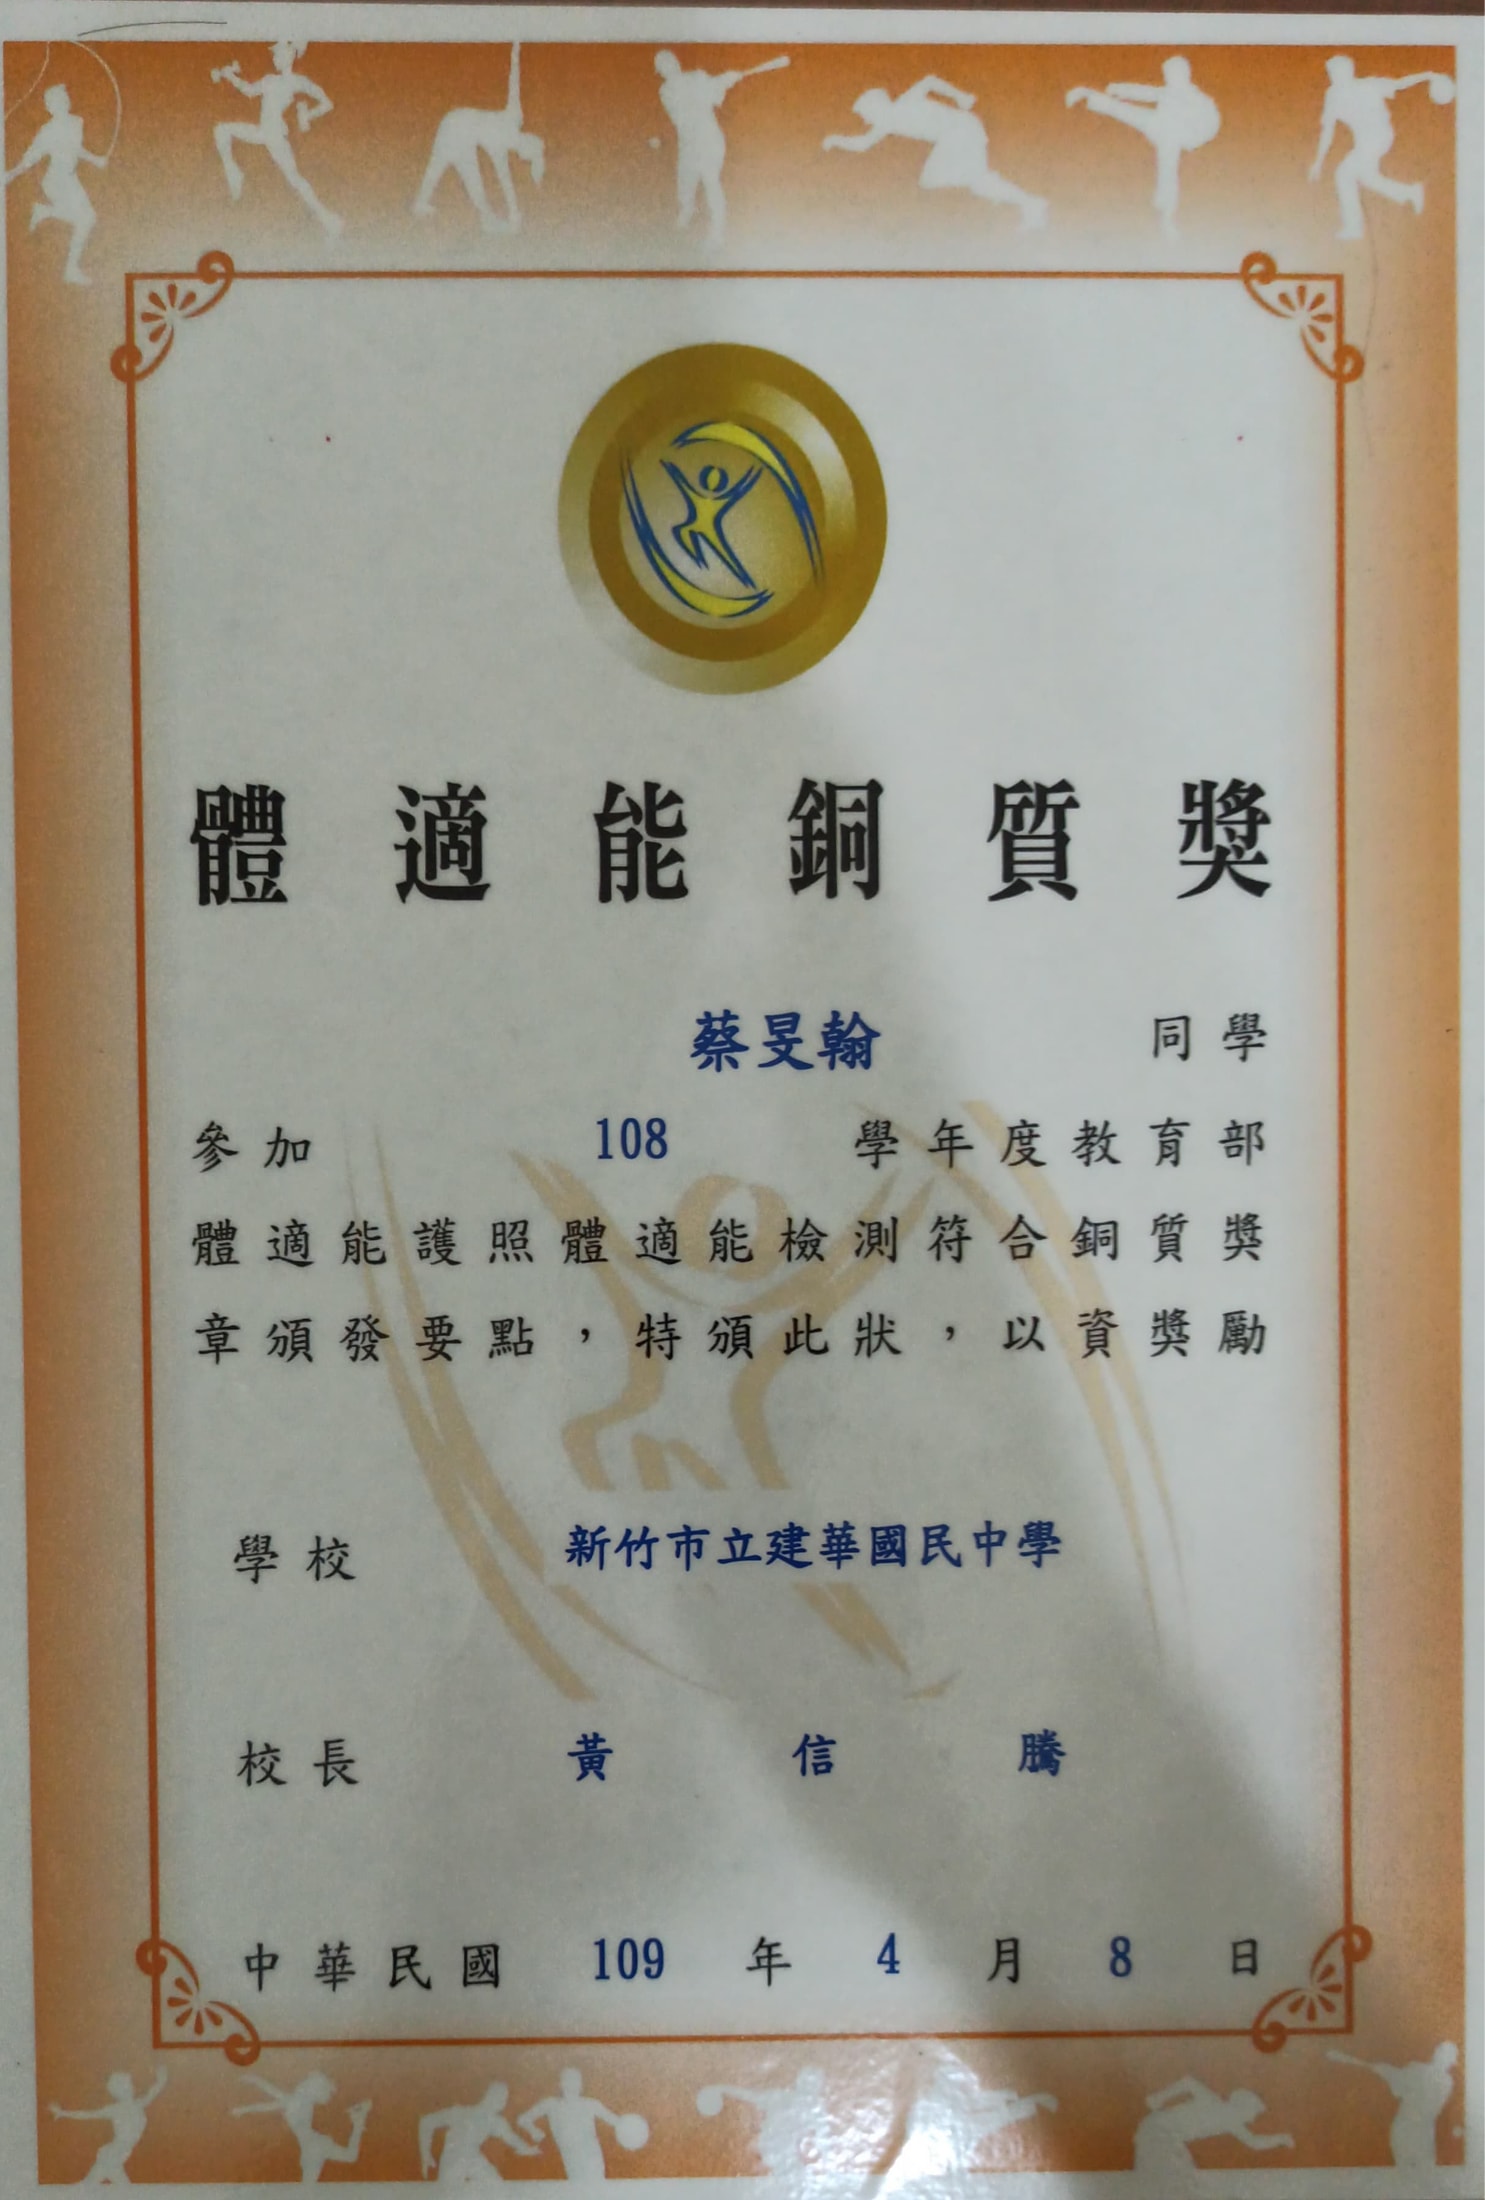 體適能銅質獎
蔡旻翰 同學
參加 108 學年度教育部
體適能護照體適能檢測符合銅質獎
章頒發要點，特頒此狀，以資獎勵
學校 新竹市立建華國民中學
校長 黃信騰
中華民國 109 年 4 月 8 日